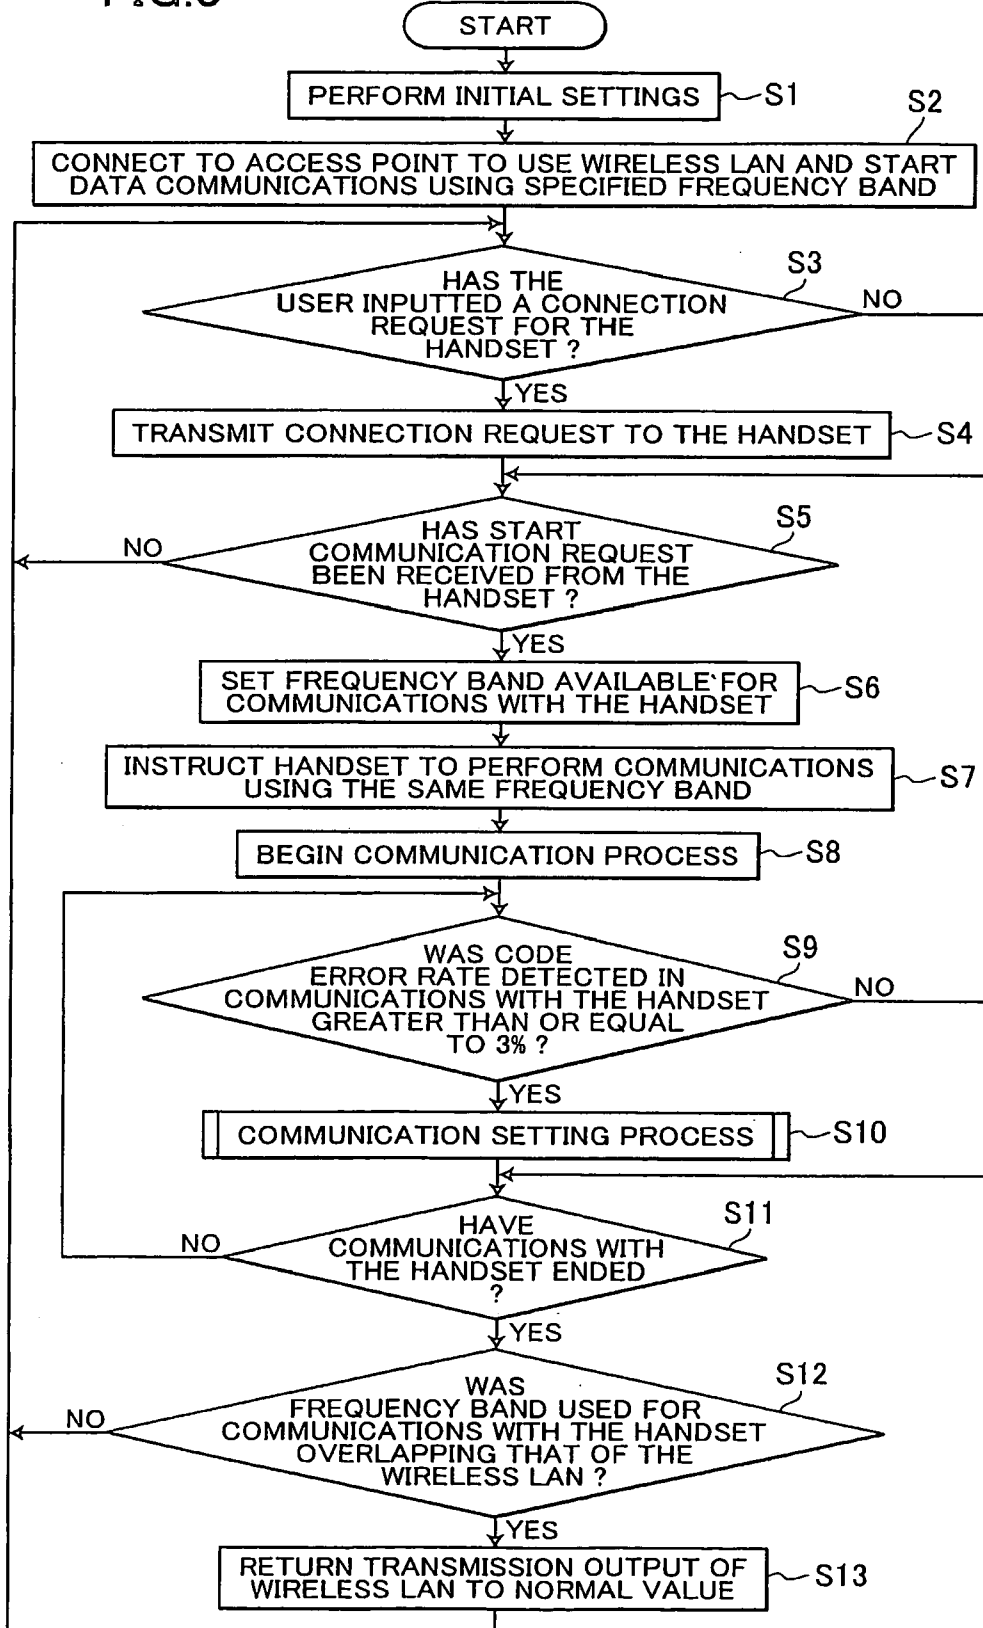 START
PERFORM INITIAL SETTINGS
S1
S2
CONNECT TO ACCESS POINT TO USE WIRELESS LAN AND START
DATA COMMUNICATIONS USING SPECIFIED FREQUENCY BAND
S3
HAS THE
USER INPUTTED A CONNECTION
REQUEST FOR THE
HANDSET ?
NO
YES
TRANSMIT CONNECTION REQUEST TO THE HANDSET
S4
S5
HAS START
COMMUNICATION REQUEST
BEEN RECEIVED FROM THE
HANDSET ?
NO
YES
SET FREQUENCY BAND AVAILABLE FOR
COMMUNICATIONS WITH THE HANDSET
S6
INSTRUCT HANDSET TO PERFORM COMMUNICATIONS
USING THE SAME FREQUENCY BAND
S7
BEGIN COMMUNICATION PROCESS
S8
S9
WAS CODE
ERROR RATE DETECTED IN
COMMUNICATIONS WITH THE HANDSET
GREATER THAN OR EQUAL
TO 3% ?
NO
YES
COMMUNICATION SETTING PROCESS
S10
S11
HAVE
COMMUNICATIONS WITH
THE HANDSET ENDED
?
NO
YES
S12
WAS
FREQUENCY BAND USED FOR
COMMUNICATIONS WITH THE HANDSET
OVERLAPPING THAT OF THE
WIRELESS LAN ?
NO
YES
RETURN TRANSMISSION OUTPUT OF
WIRELESS LAN TO NORMAL VALUE
S13